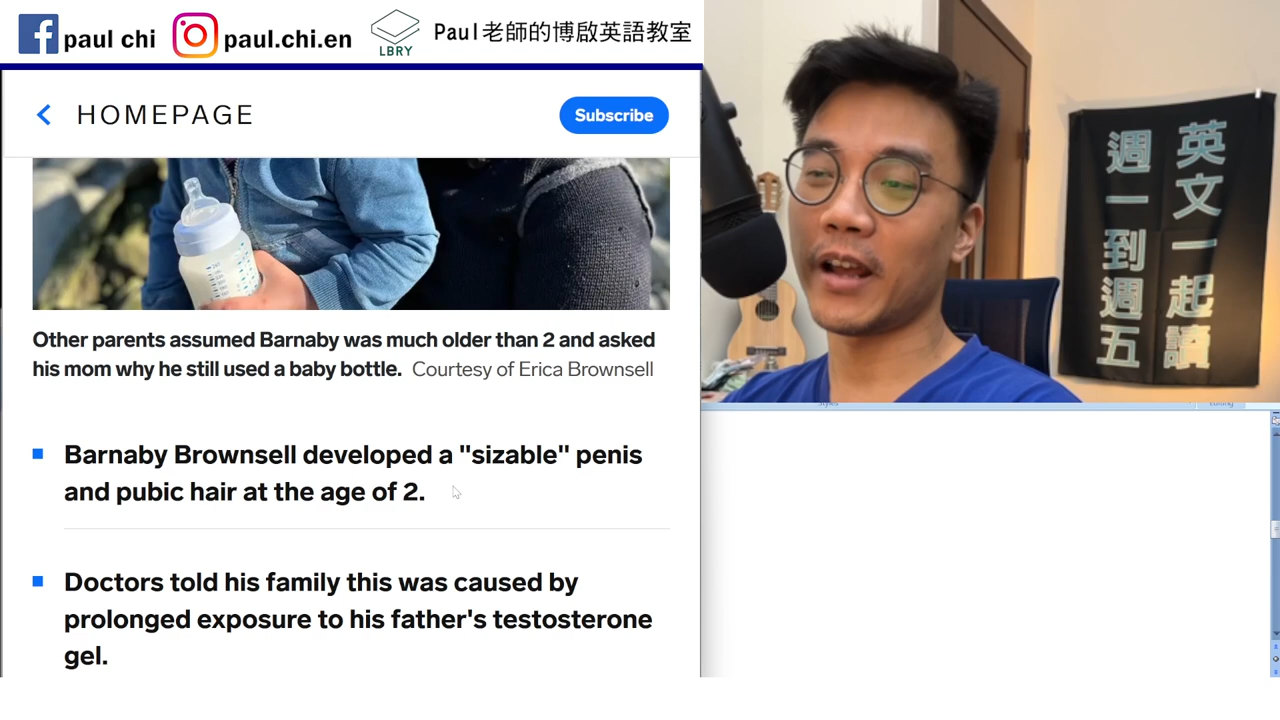 paul chi
paul.chi.en
LBRY
Paul老師的博啟英語教室
HOMEPAGE
Subscribe
Other parents assumed Barnaby was much older than 2 and asked
his mom why he still used a baby bottle. Courtesy of Erica Brownsell
Barnaby Brownsell developed a "sizable" penis
and pubic hair at the age of 2.
Doctors told his family this was caused by
prolonged exposure to his father's testosterone
gel.
英文一起讀
週一到週五